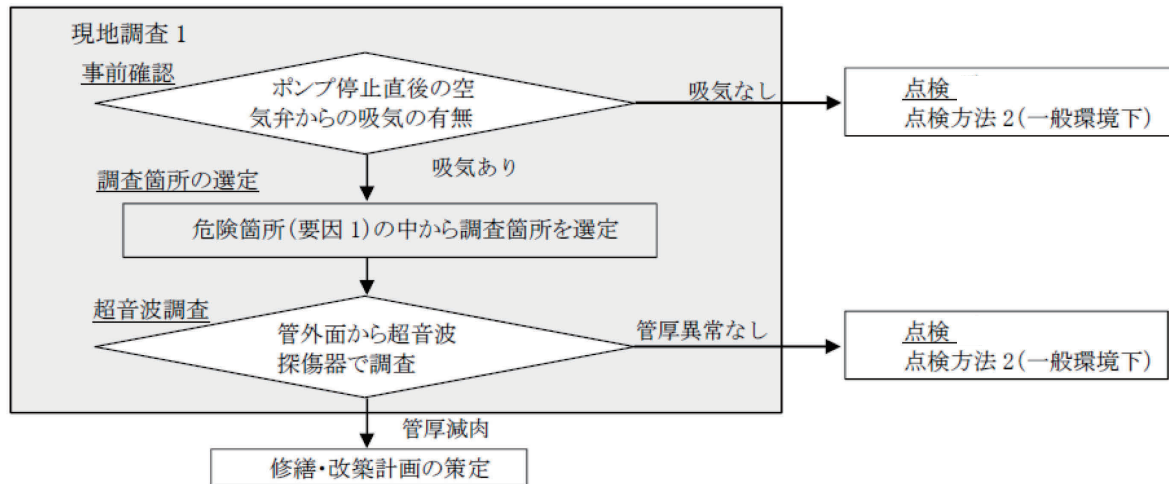 現地調査1
事前確認
ポンプ停止直後の空
気弁からの吸気の有無
吸気なし
点検
点検方法2(一般環境下)
吸気あり
調査箇所の選定
危険箇所(要因1)の中から調査箇所を選定
超音波調査
管外面から超音波
探傷器で調査
管厚異常なし
点検
点検方法2(一般環境下)
管厚減肉
修繕・改築計画の策定